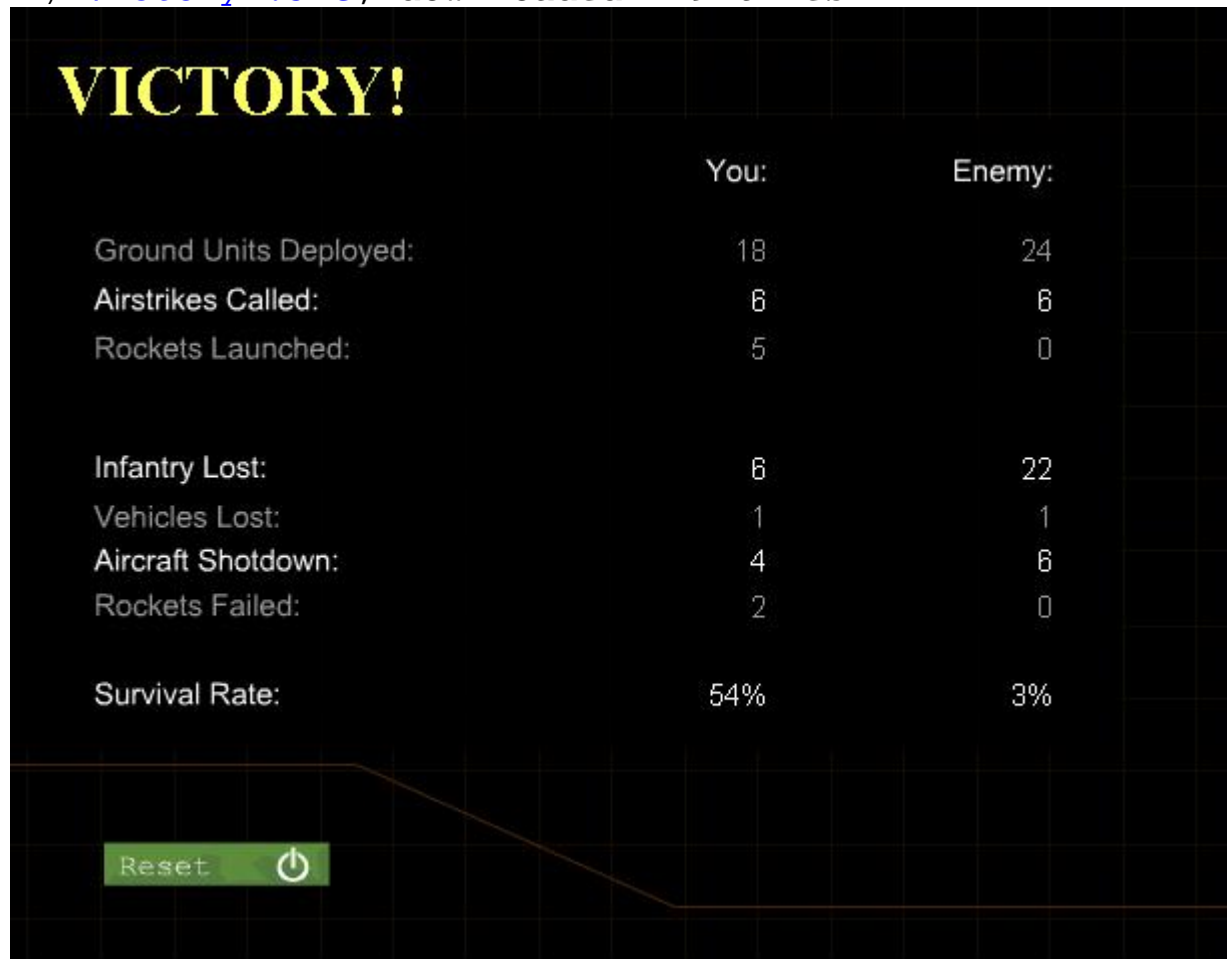 VICTORY!
You: Enemy:
Ground Units Deployed: 18 24
Airstrikes Called: 6 6
Rockets Launched: 5 0
Infantry Lost: 6 22
Vehicles Lost: 1 1
Aircraft Shotdown: 4 6
Rockets Failed: 2 0
Survival Rate: 54% 3%
Reset